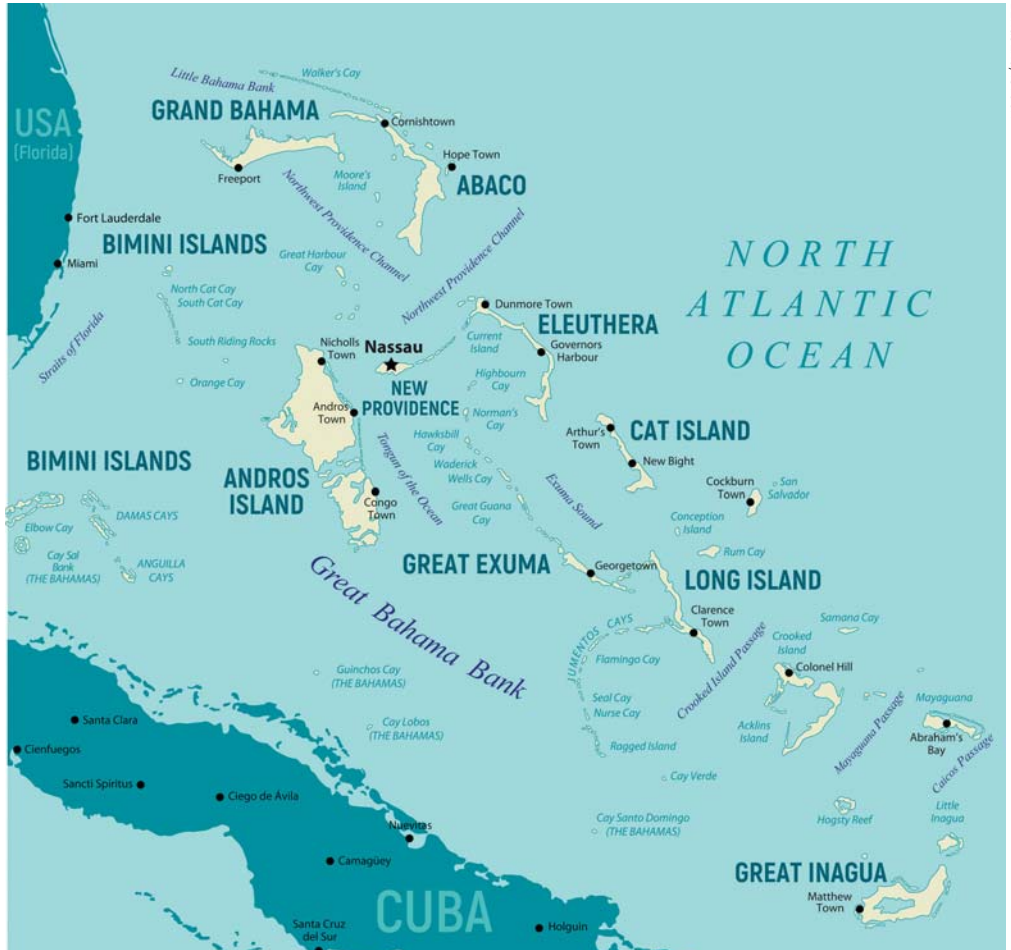 Walker's Cay
Little Bahama Bank
GRAND BAHAMA
USA
(Florida)
Cornishtown
Hope Town
Freeport
Moore's
Island
ABACO
Northwest Providence Channel
Northwest Providence Channel
Fort Lauderdale
BIMINI ISLANDS
Miami
Great Harbour
Cay
NORTH
ATLANTIC
OCEAN
North Cat Cay
South Cat Cay
Dunmore Town
ELEUTHERA
Straits of Florida
South Riding Rocks
Nicholls
Town
Nassau
Current
Island
Governors
Harbour
Orange Cay
NEW
PROVIDENCE
Highbourn
Cay
Andros
Town
Norman's
Cay
Arthur's
Town
CAT ISLAND
Hawksbill
Cay
Tongun of the Ocean
Waderick
Wells Cay
New Bight
BIMINI ISLANDS
ANDROS
ISLAND
Exuma Sound
Cockburn
Town
San
Salvador
Congo
Town
Great Guana
Cay
DAMAS CAYS
Elbow Cay
Conception
Island
Cay Sal
Bank
(THE BAHAMAS)
ANGUILLA
CAYS
Rum Cay
GREAT EXUMA
Georgetown
LONG ISLAND
Great Bahama Bank
Clarence
Town
JUMENTOS CAYS
Samana Cay
Crooked
Island
Flamingo Cay
Crooked Island Passage
Colonel Hill
Guinchos Cay
(THE BAHAMAS)
Seal Cay
Nurse Cay
Mayaguana
Santa Clara
Cay Lobos
(THE BAHAMAS)
Acklins
Island
Mayaguana Passage
Abraham's
Bay
Cienfuegos
Ragged Island
Caicos Passage
Cay Verde
Sancti Spiritus
Ciego de Ávila
Little
Inagua
Hogsty Reef
Nuevitas
Cay Santo Domingo
(THE BAHAMAS)
Camagüey
GREAT INAGUA
Matthew
Town
CUBA
Santa Cruz
del Sur
Holguin